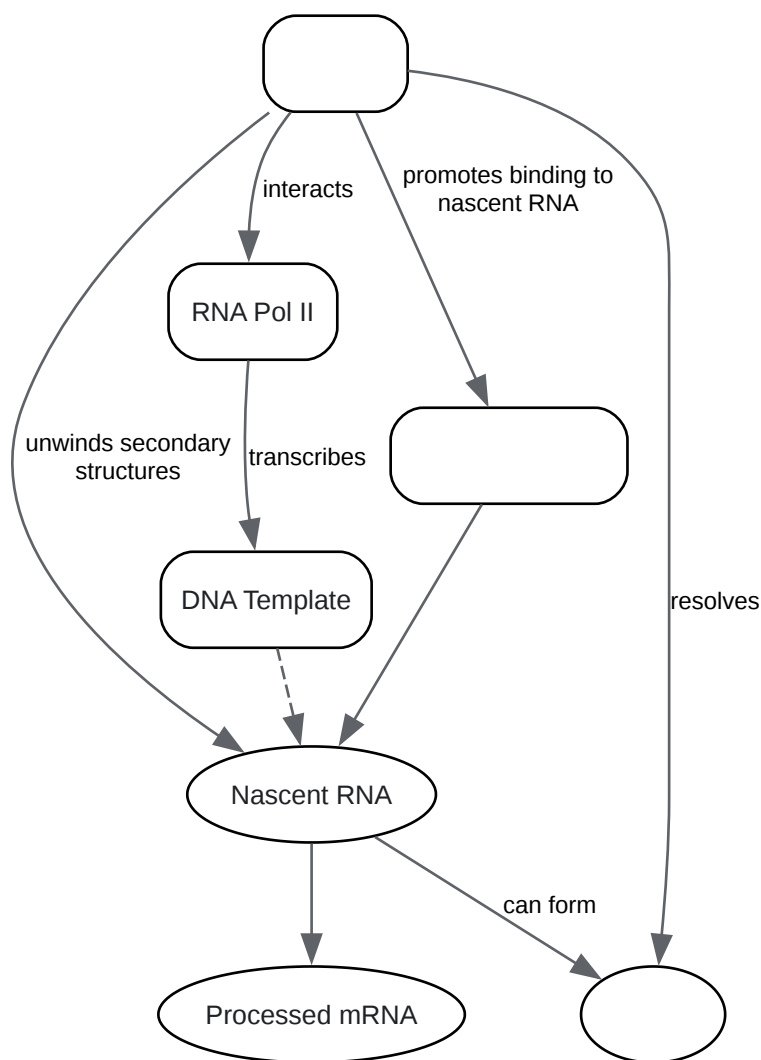 interacts
promotes binding to
nascent RNA
RNA Pol II
unwinds secondary
structures
transcribes
DNA Template
resolves
Nascent RNA
can form
Processed mRNA